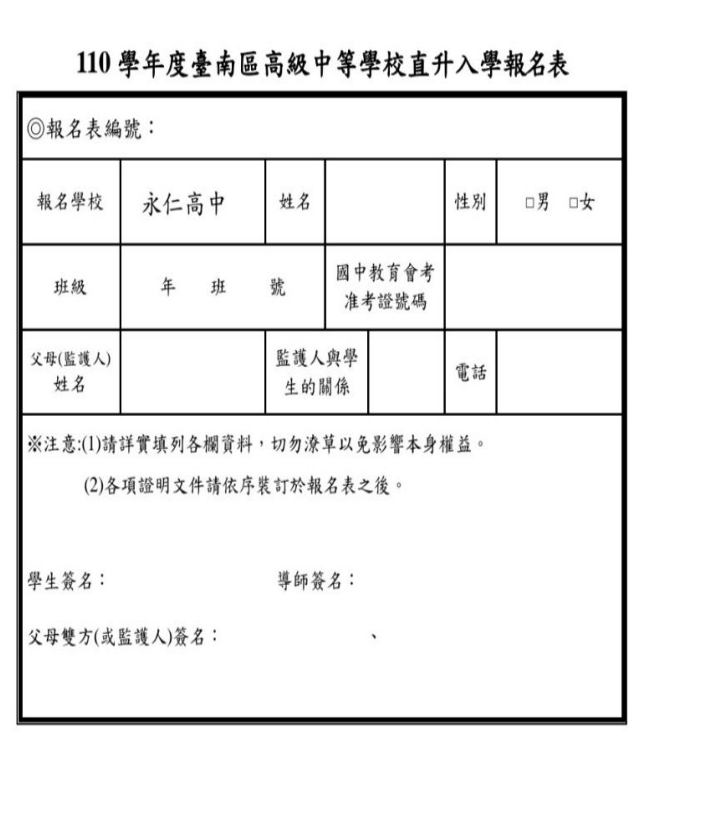 110 學年度臺南區高級中等學校直升入學報名表
◎報名表編號：
報名學校 永仁高中 姓名 性別 □男 □女
班級 年 班 號 國中教育會考
准考證號碼
父母(監護人)
姓名 監護人與學
生的關係 電話
※注意:(1)請詳實填列各欄資料，切勿潦草以免影響本身權益。
(2)各項證明文件請依序裝訂於報名表之後。
學生簽名： 導師簽名：
父母雙方(或監護人)簽名： 、